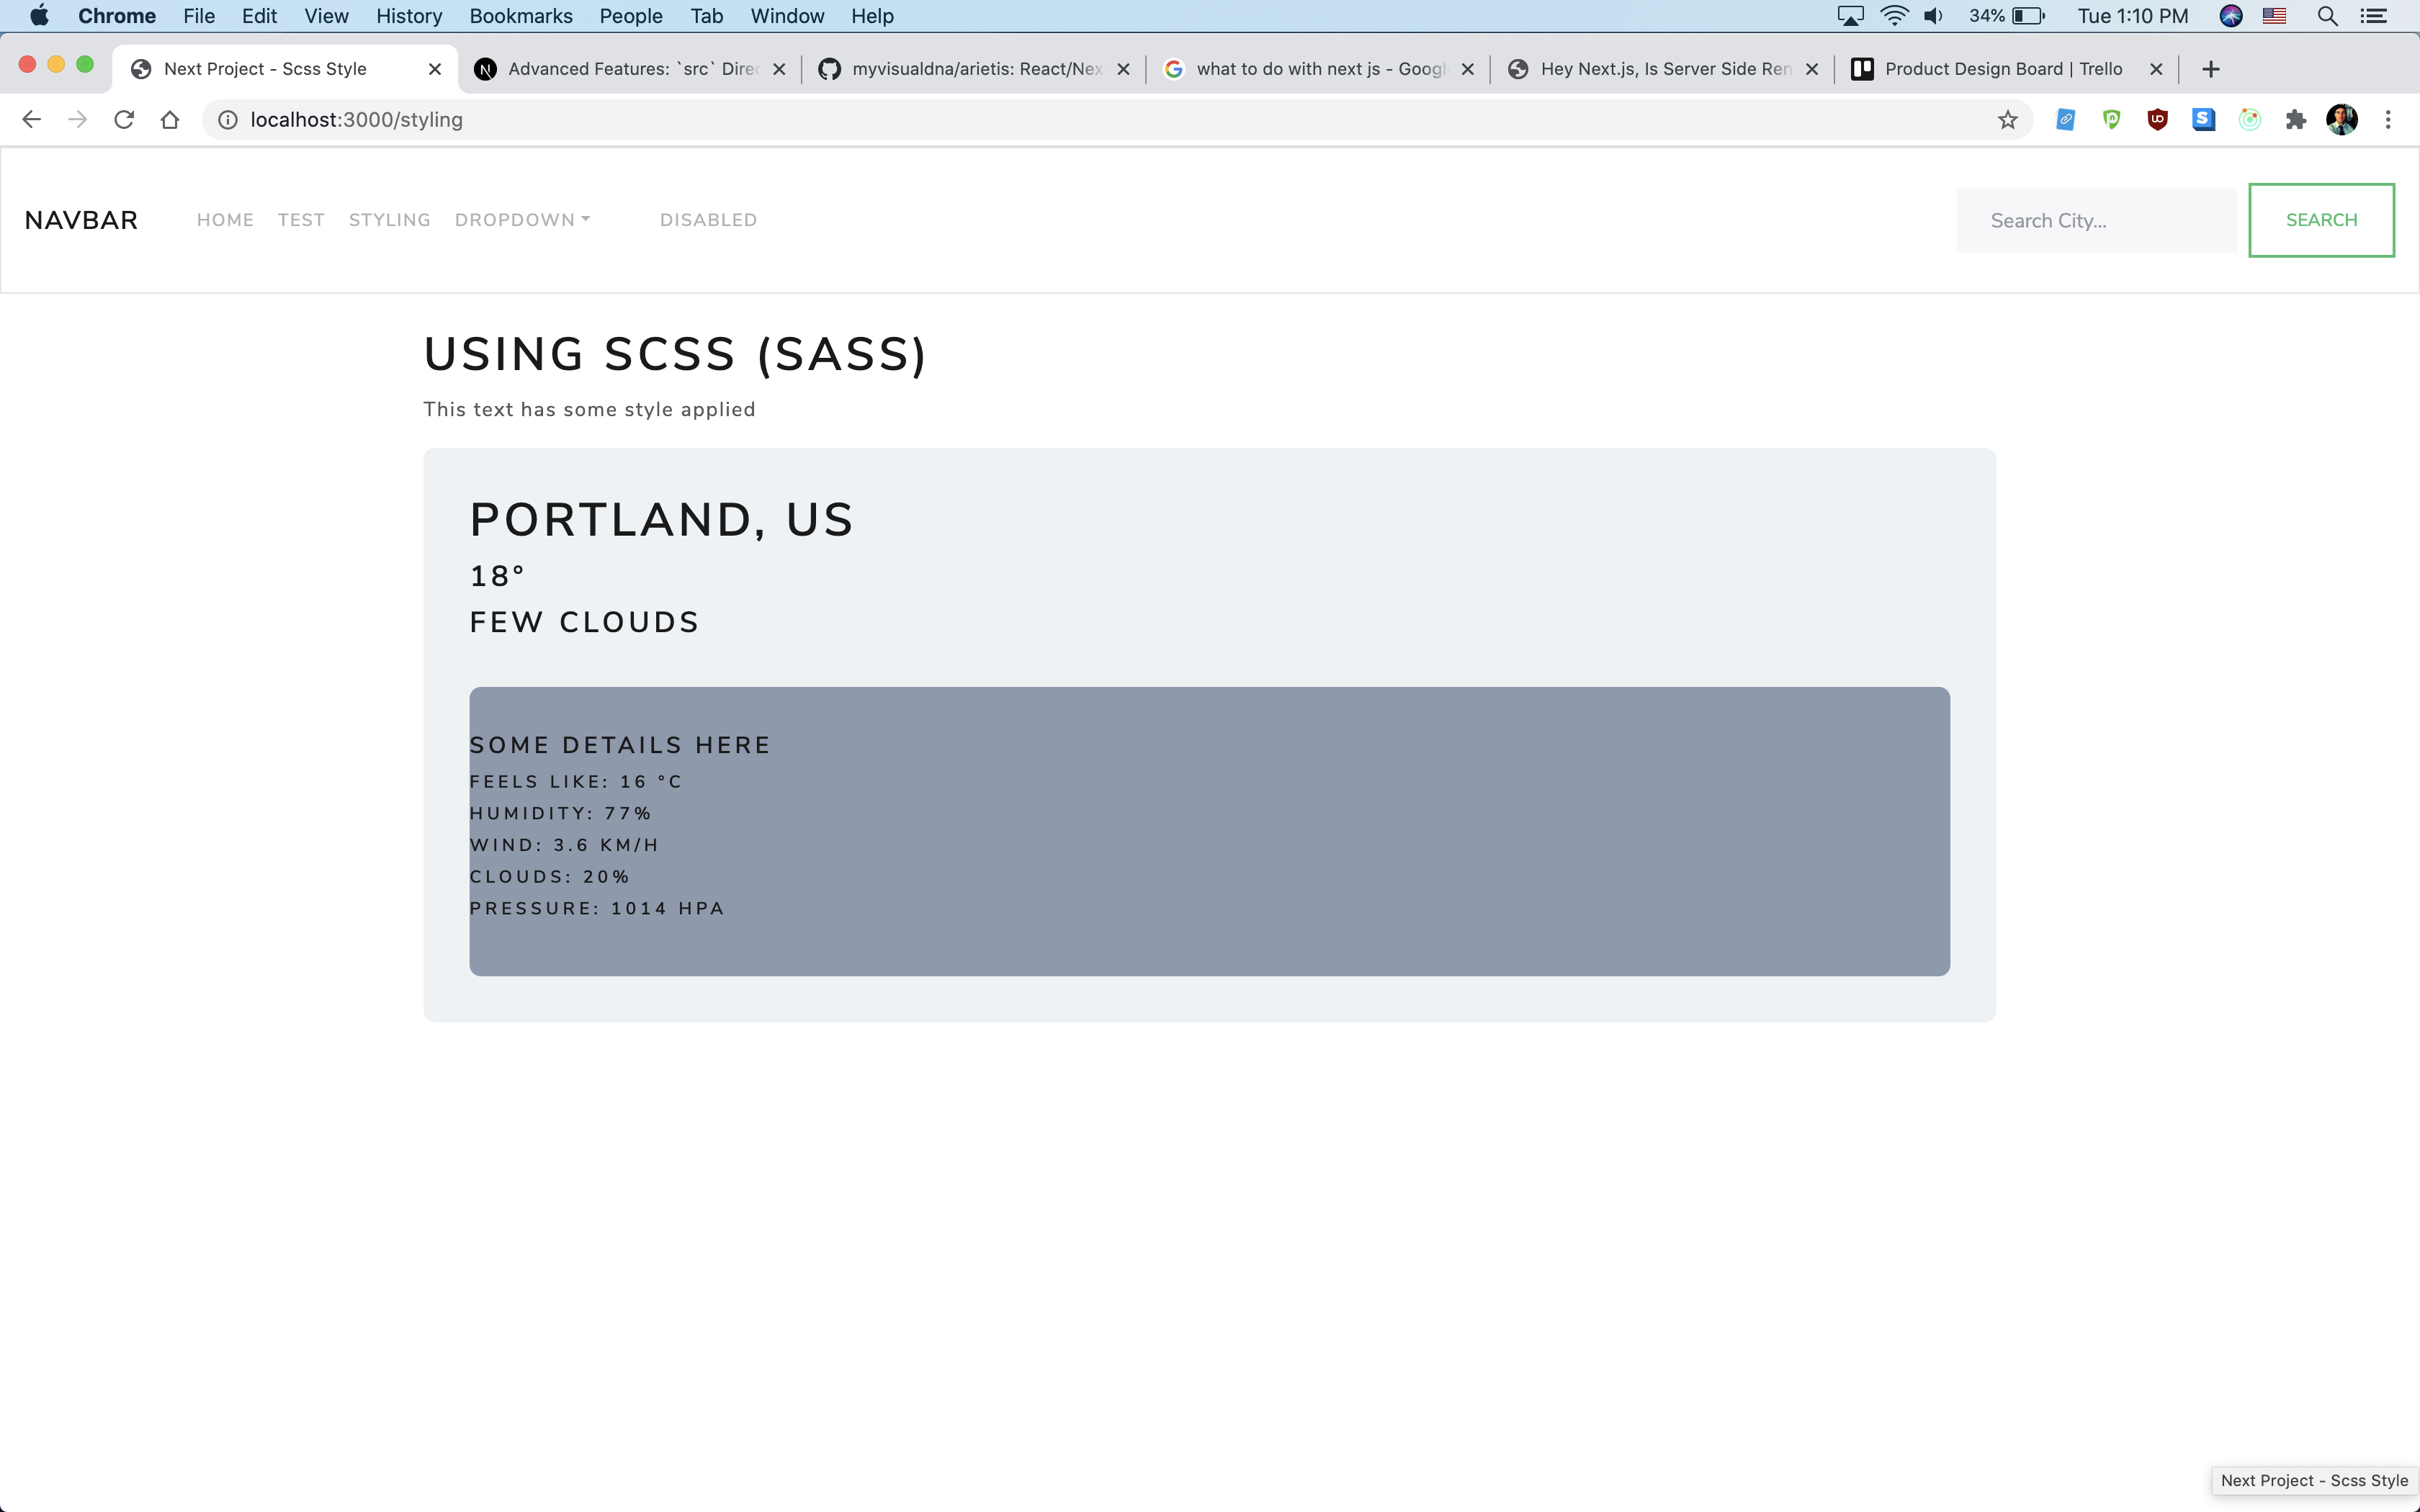 Chrome File Edit View History Bookmarks People Tab Window Help 34% Tue 1:10 PM
Next Project - Scss Style Advanced Features: `src` Direc myvisualdna/arietis: React/Nex what to do with next js - Googl Hey Next.js, Is Server Side Ren Product Design Board | Trello
localhost:3000/styling
NAVBAR HOME TEST STYLING DROPDOWN DISABLED Search City... SEARCH
USING SCSS (SASS)
This text has some style applied
PORTLAND, US
18°
FEW CLOUDS
SOME DETAILS HERE
FEELS LIKE: 16 °C
HUMIDITY: 77%
WIND: 3.6 KM/H
CLOUDS: 20%
PRESSURE: 1014 HPA
Next Project - Scss Style